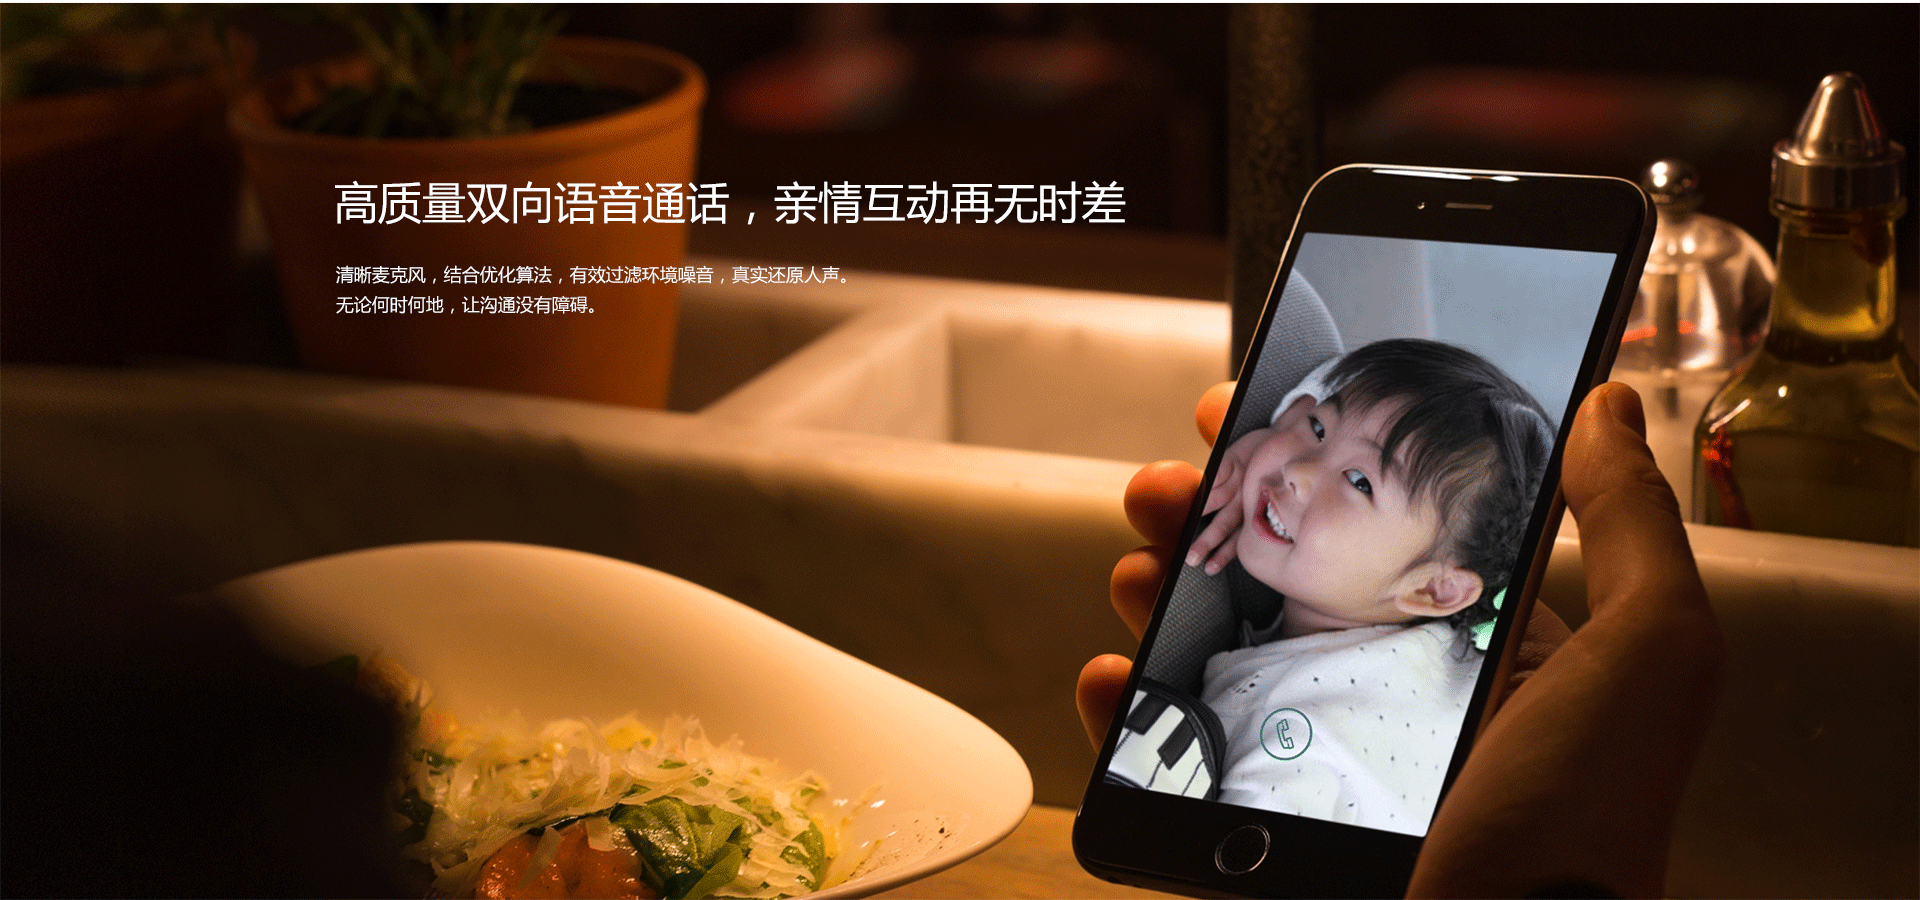 高质量双向语音通话，亲情互动再无时差
清晰麦克风，结合优化算法，有效过滤环境噪音，真实还原人声。
无论何时何地，让沟通没有障碍。